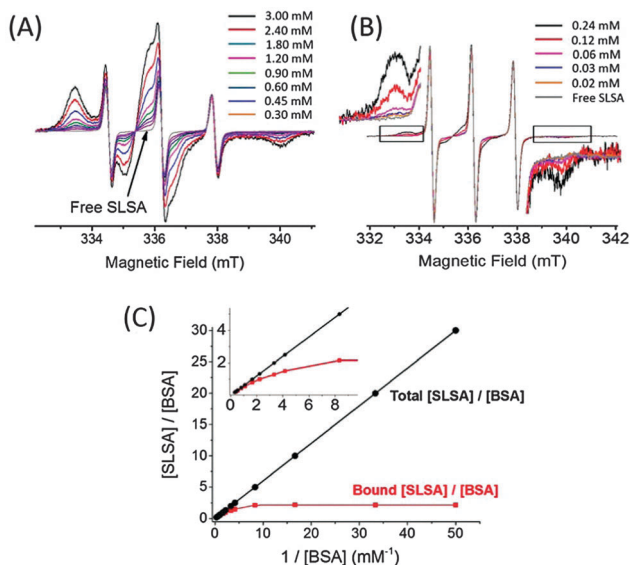 (A)
3.00 mM
2.40 mM
1.80 mM
1.20 mM
0.90 mM
0.60 mM
0.45 mM
0.30 mM
Free SLSA
334 336 338 340
Magnetic Field (mT)
(B)
0.24 mM
0.12 mM
0.06 mM
0.03 mM
0.02 mM
Free SLSA
332 334 336 338 340 342
Magnetic Field (mT)
(C)
[SLSA] / [BSA]
30
25
20
15
10
5
0
4
2
0 2 4 6 8
Total [SLSA] / [BSA]
Bound [SLSA] / [BSA]
0 10 20 30 40 50
1 / [BSA] (mM⁻¹)